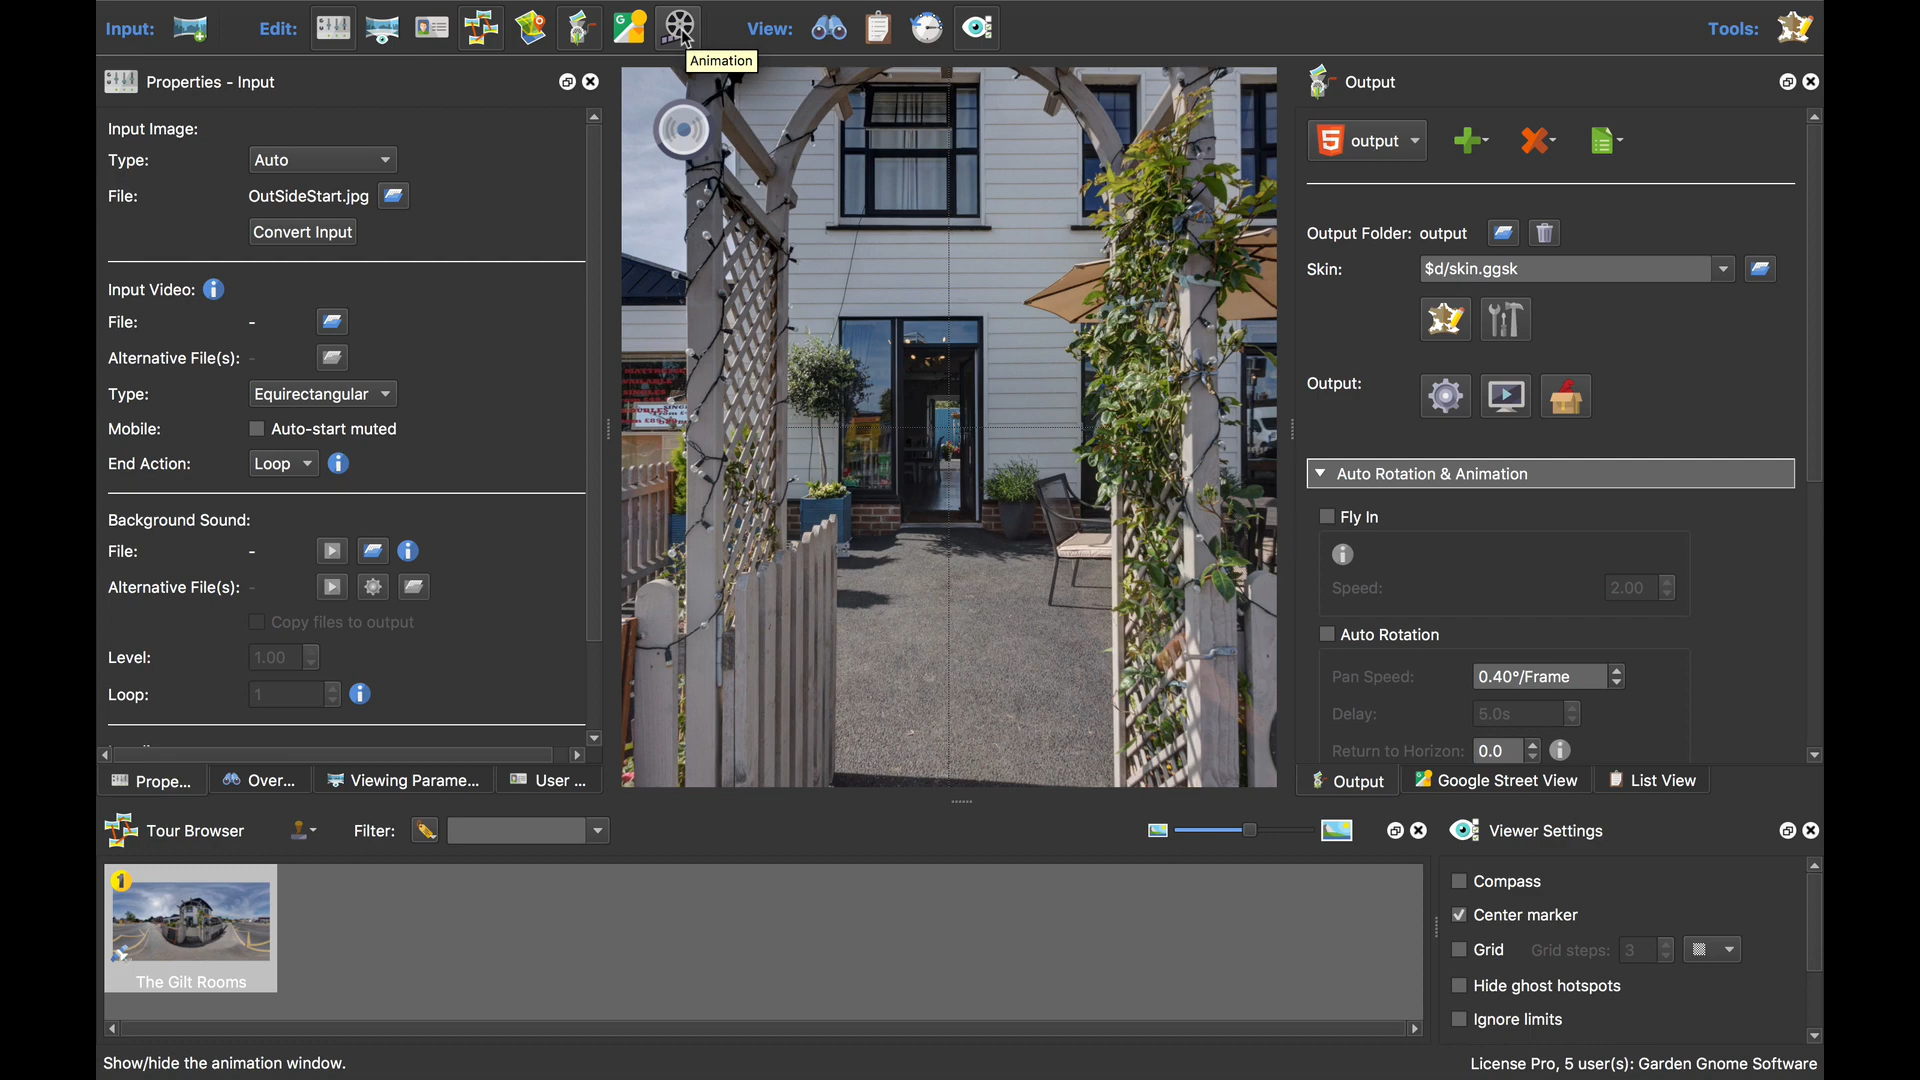 Input:
Edit:
View:
Tools:
Animation
Properties - Input
Input Image:
Type: Auto
File: OutSideStart.jpg
Convert Input
Input Video:
File: -
Alternative File(s): -
Type: Equirectangular
Mobile: Auto-start muted
End Action: Loop
Background Sound:
File: -
Alternative File(s): -
Copy files to output
Level: 1.00
Loop: 1
Prope...
Over...
Viewing Parame...
User ...
Output
5 output
Output Folder: output
Skin: $d/skin.ggsk
Output:
Auto Rotation & Animation
Fly In
Speed: 2.00
Auto Rotation
Pan Speed: 0.40°/Frame
Delay: 5.0s
Return to Horizon: 0.0
Output
Google Street View
List View
Tour Browser
Filter:
1
The Gilt Rooms
Viewer Settings
Compass
Center marker
Grid Grid steps: 3
Hide ghost hotspots
Ignore limits
Show/hide the animation window.
License Pro, 5 user(s): Garden Gnome Software